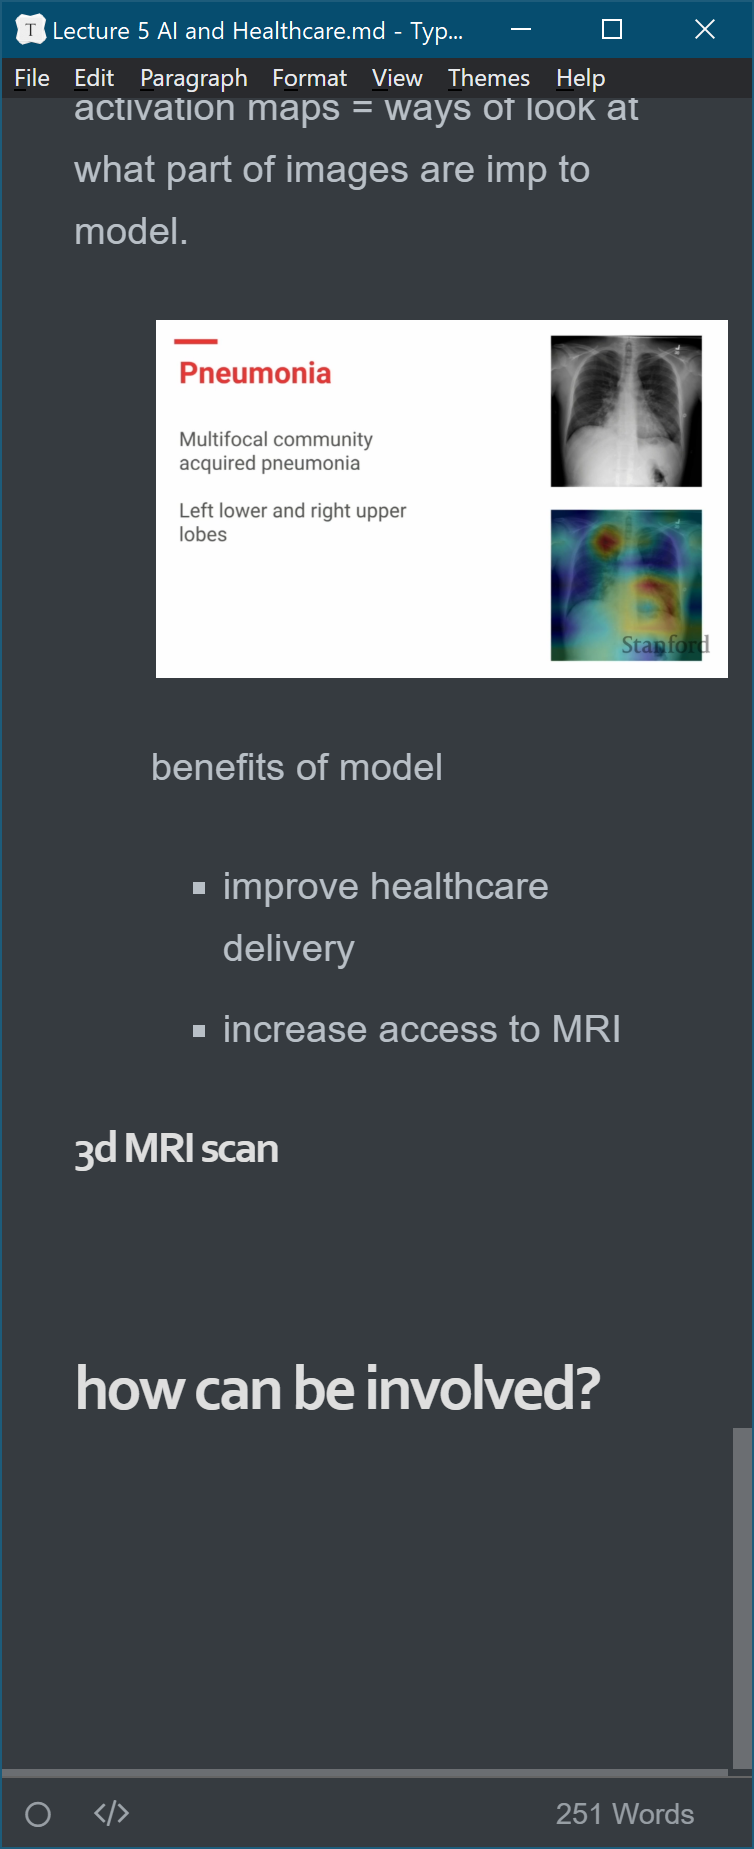 Lecture 5 AI and Healthcare.md - Typ...
File Edit Paragraph Format View Themes Help
activation maps = ways of look at
what part of images are imp to
model.
Pneumonia
Multifocal community
acquired pneumonia
Left lower and right upper
lobes
Stanford
benefits of model
improve healthcare
delivery
increase access to MRI
3d MRI scan
how can be involved?
</> 251 Words